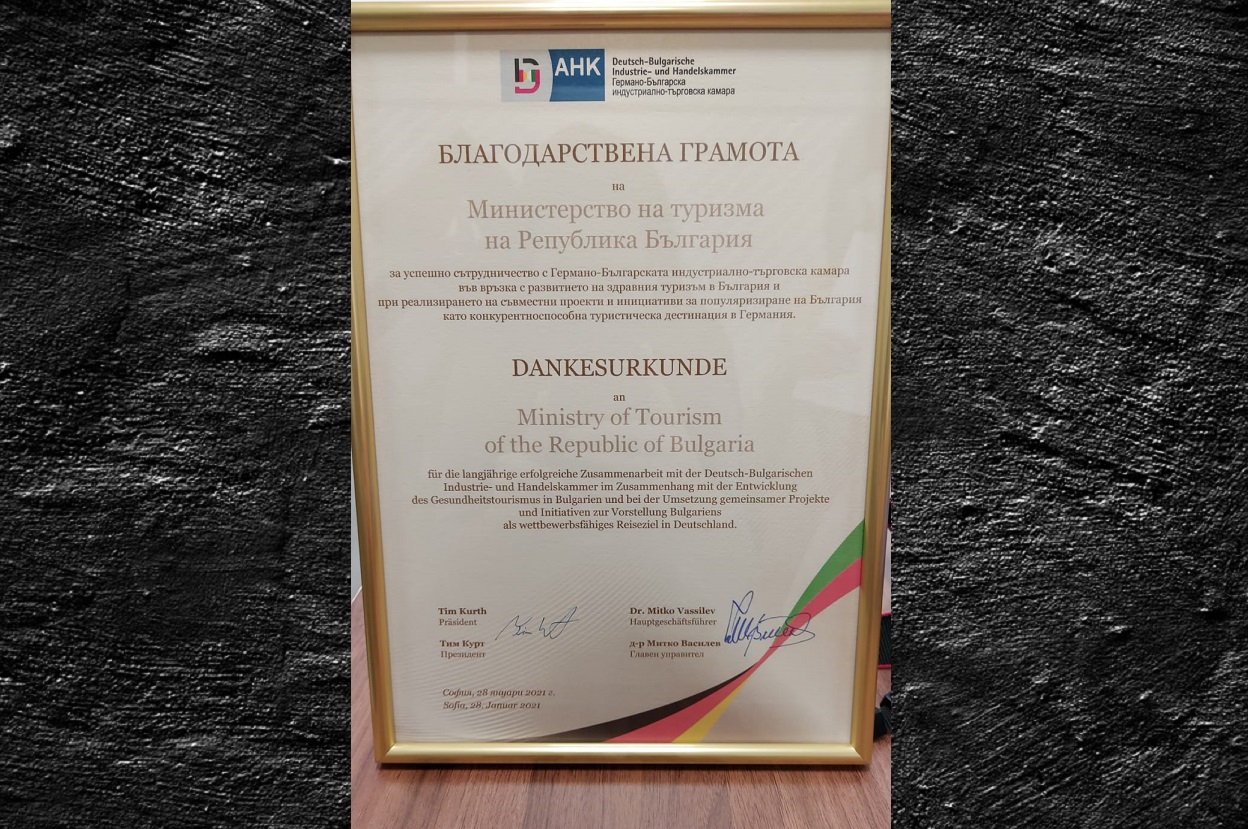 АНК
Deutsch-Bulgarische
Industrie- und Handelskammer
Германо-Българска
индустриално-търговска камара
БЛАГОДАРСТВЕНА ГРАМОТА
на
Министерство на туризма
на Република България
за успешно сътрудничество с Германо-Българската индустриално-търговска камара
във връзка с развитието на здравния туризъм в България и
при реализирането на съвместни проекти и инициативи за популяризиране на България
като конкурентноспособна туристическа дестинация в Германия.
DANKESURKUNDE
an
Ministry of Tourism
of the Republic of Bulgaria
für die langjährige erfolgreiche Zusammenarbeit mit der Deutsch-Bulgarischen
Industrie- und Handelskammer im Zusammenhang mit der Entwicklung
des Gesundheitstourismus in Bulgarien und bei der Umsetzung gemeinsamer Projekte
und Initiativen zur Vorstellung Bulgariens
als wettbewerbsfähiges Reiseziel in Deutschland.
Tim Kurth
Präsident
Тим Курт
Президент
Dr. Mitko Vassilev
Hauptgeschäftsführer
д-р Митко Василев
Главен управител
София, 28 януари 2021 г.
Sofia, 28. Januar 2021